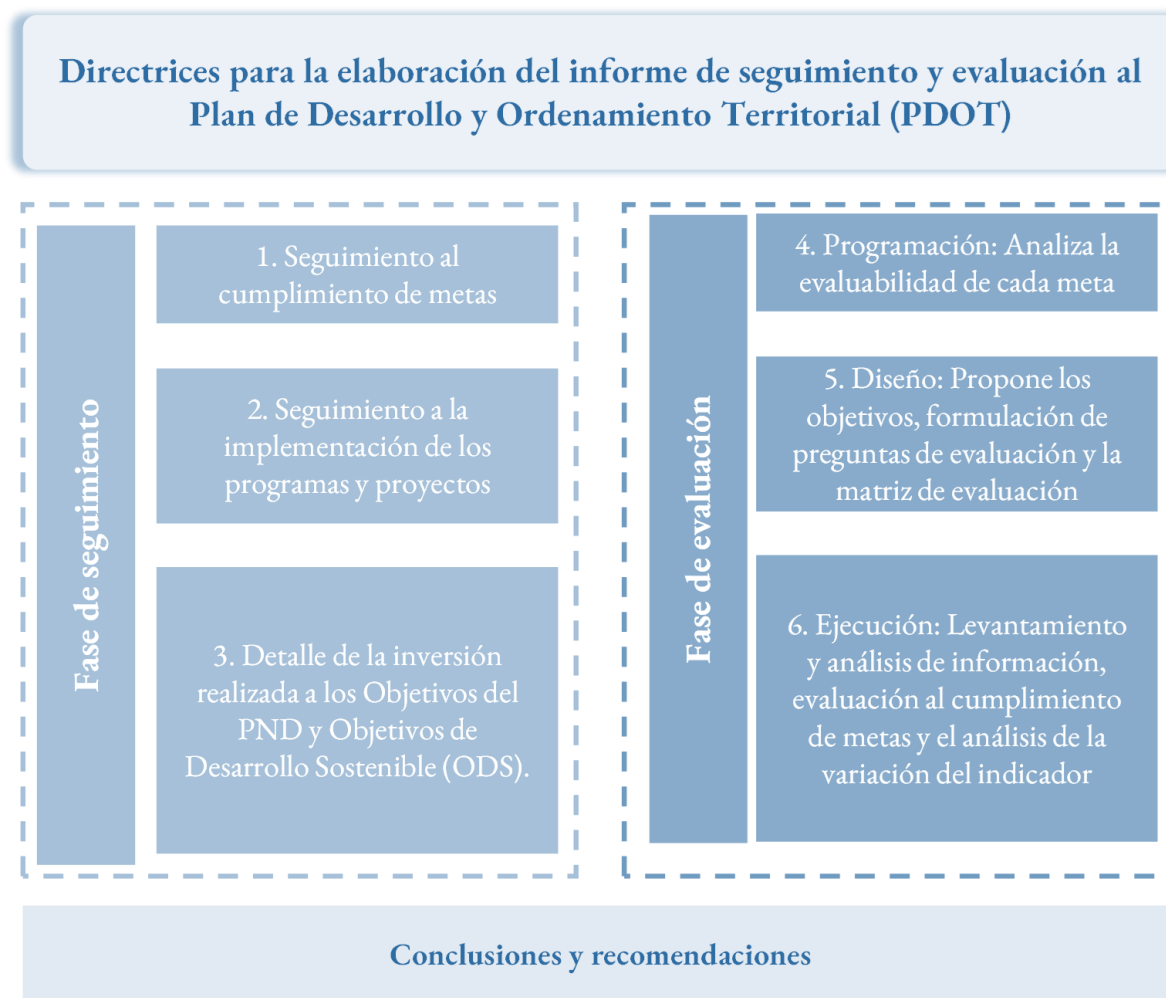 Directrices para la elaboración del informe de seguimiento y evaluación al
Plan de Desarrollo y Ordenamiento Territorial (PDOT)
Fase de seguimiento
1. Seguimiento al
cumplimiento de metas
2. Seguimiento a la
implementación de los
programas y proyectos
3. Detalle de la inversión
realizada a los Objetivos del
PND y Objetivos de
Desarrollo Sostenible (ODS).
Fase de evaluación
4. Programación: Analiza la
evaluabilidad de cada meta
5. Diseño: Propone los
objetivos, formulación de
preguntas de evaluación y la
matriz de evaluación
6. Ejecución: Levantamiento
y análisis de información,
evaluación al cumplimiento
de metas y el análisis de la
variación del indicador
Conclusiones y recomendaciones